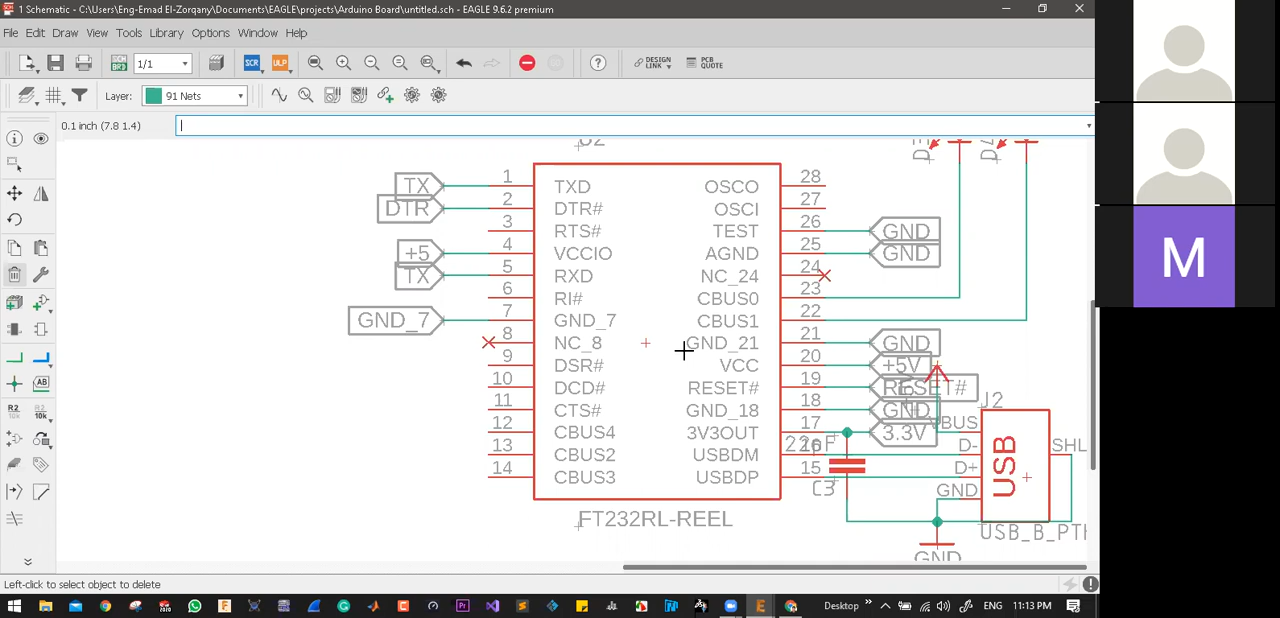 1 Schematic - C:\Users\Eng-Emad El-Zorgany\Documents\EAGLE\projects\Arduino Board\untitled.sch - EAGLE 9.6.2 premium
File Edit Draw View Tools Library Options Window Help
SCH BRD 1/1 SCR ULP DESIGN LINK PCB QUOTE
Layer: 91 Nets
0.1 inch (7.8 1.4)
TX 1 TXD OSCO 28
DTR 2 DTR# OSCI 27
3 RTS# TEST 26 GND
+5 4 VCCIO AGND 25 GND
TX 5 RXD NC_24 24
6 RI# CBUS0 23
GND_7 7 GND_7 CBUS1 22
8 NC_8 GND_21 21 GND
9 DSR# VCC 20 +5V
10 DCD# RESET# 19 RESET#
11 CTS# GND_18 18 GND
12 CBUS4 3V3OUT 17 3.3V
13 CBUS2 USBDM 16
14 CBUS3 USBDP 15
22pF
C3
J2
VBUS
D- SHL
D+
GND
USB
FT232RL-REEL
USB_B_PTH
GND
Left-click to select object to delete
Desktop ENG 11:13 PM
M